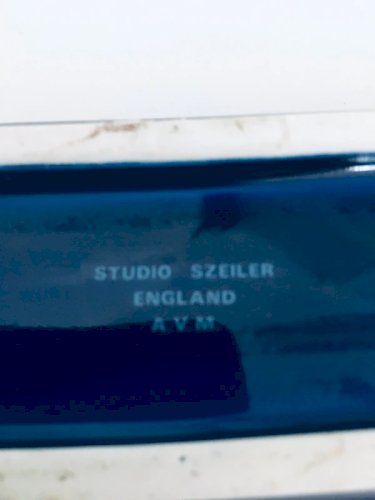 STUDIO SZEILER
ENGLAND
A V M